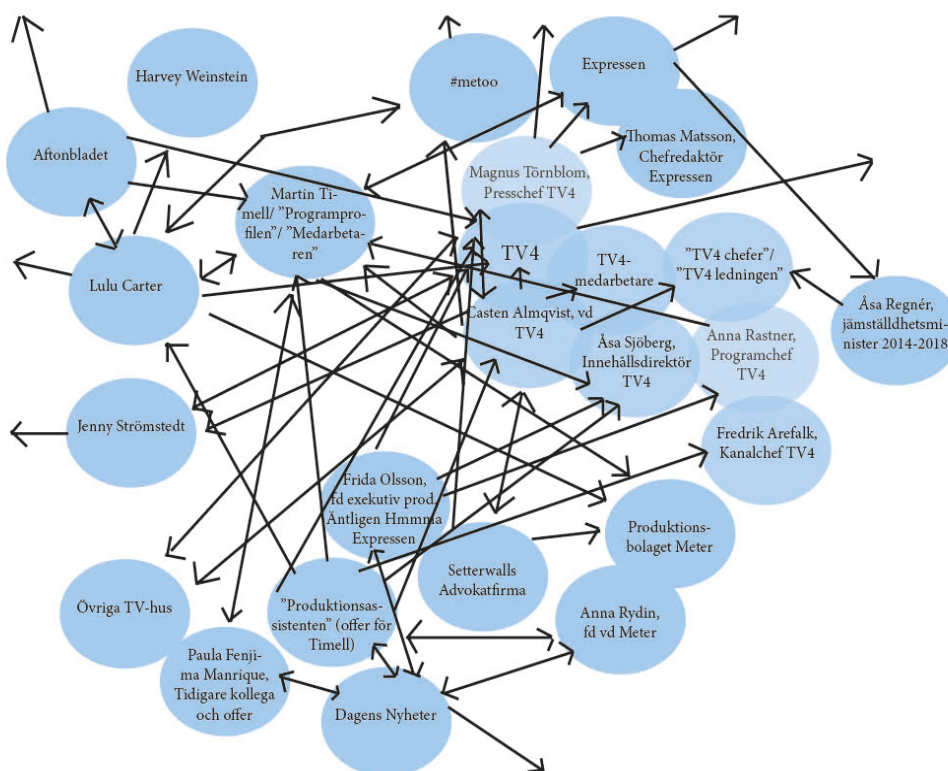 Harvey Weinstein
#metoo
Expressen
Aftonbladet
Thomas Matsson,
Chefredaktör
Expressen
Magnus Törnblom,
Presschef TV4
Martin Ti-
mell/ ”Programpro-
filen”/ ”Medarbeta-
ren”
TV4
TV4-
medarbetare
”TV4 chefer”/
”TV4 ledningen”
Lulu Carter
Casten Almqvist, vd
TV4
Åsa Sjöberg,
Innehållsdirektör
TV4
Anna Rastner,
Programchef
TV4
Åsa Regnér,
jämställdhetsmi-
nister 2014-2018
Jenny Strömstedt
Fredrik Arefalk,
Kanalchef TV4
Frida Olsson,
fd exekutiv prod.
Äntligen Hmmma
Expressen
Produktions-
bolaget Meter
Setterwalls
Advokatfirma
Övriga TV-hus
”Produktionsas-
sistenten” (offer för
Timell)
Anna Rydin,
fd vd Meter
Paula Fenji-
ma Manrique,
Tidigare kollega
och offer
Dagens Nyheter